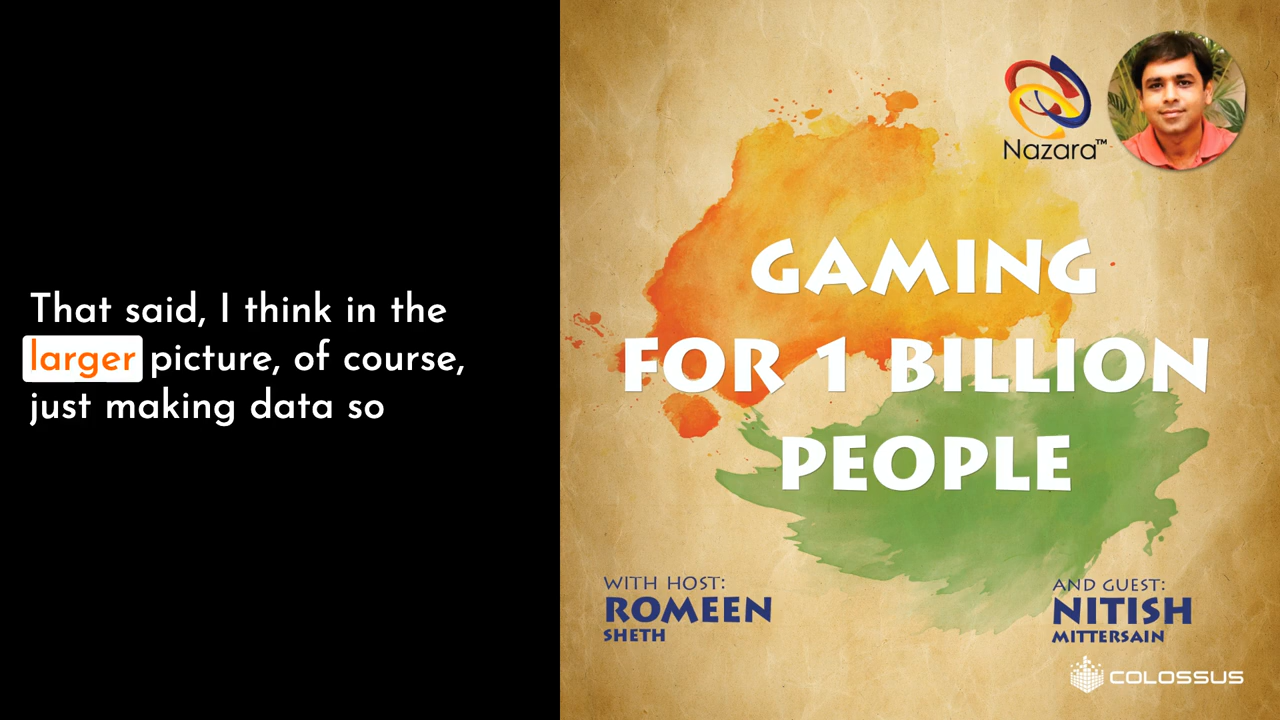 That said, I think in the
larger picture, of course,
just making data so
Nazara™
GAMING
FOR 1 BILLION
PEOPLE
WITH HOST:
ROMEEN
SHETH
AND GUEST:
NITISH
MITTERSAIN
COLOSSUS